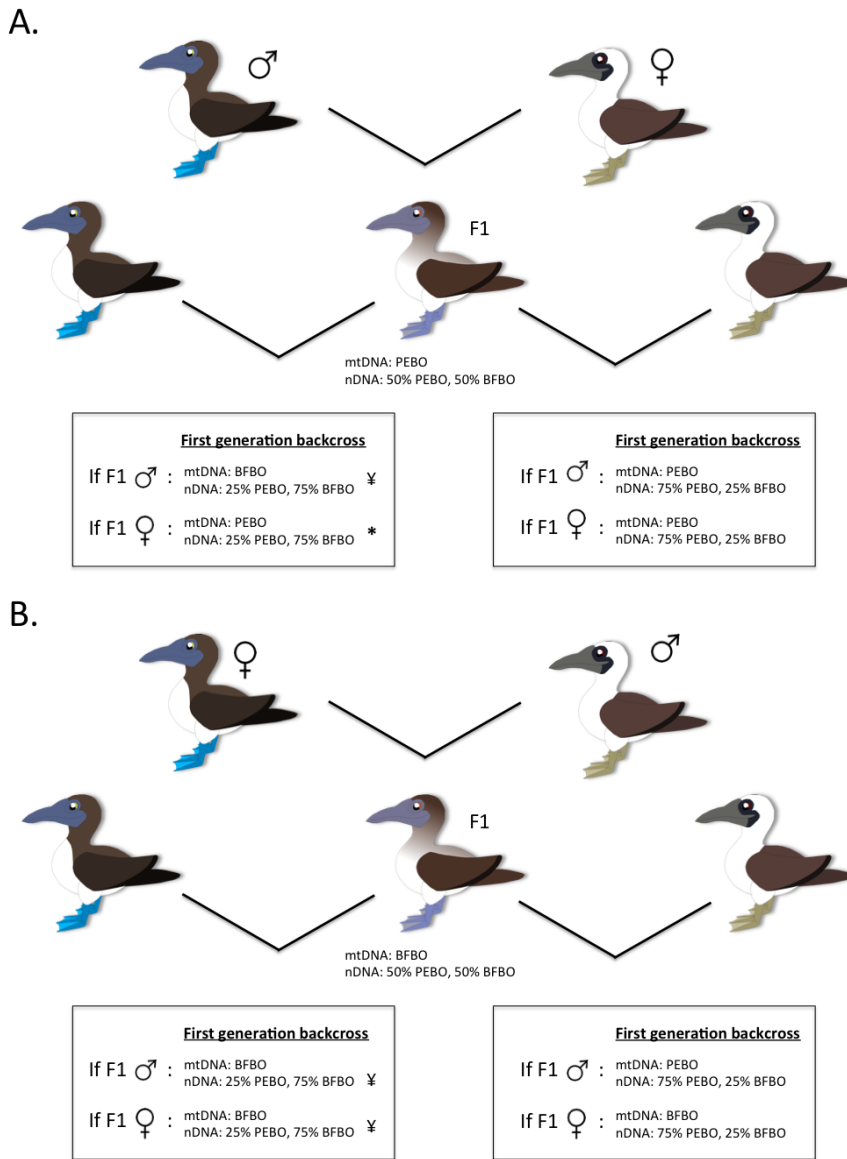 A.
♂
♀
F1
mtDNA: PEBO
nDNA: 50% PEBO, 50% BFBO
First generation backcross
If F1 ♂ : mtDNA: BFBO
nDNA: 25% PEBO, 75% BFBO ¥
If F1 ♀ : mtDNA: PEBO
nDNA: 25% PEBO, 75% BFBO *
First generation backcross
If F1 ♂ : mtDNA: PEBO
nDNA: 75% PEBO, 25% BFBO
If F1 ♀ : mtDNA: PEBO
nDNA: 75% PEBO, 25% BFBO
B.
♀
♂
F1
mtDNA: BFBO
nDNA: 50% PEBO, 50% BFBO
First generation backcross
If F1 ♂ : mtDNA: BFBO
nDNA: 25% PEBO, 75% BFBO ¥
If F1 ♀ : mtDNA: BFBO
nDNA: 25% PEBO, 75% BFBO ¥
First generation backcross
If F1 ♂ : mtDNA: PEBO
nDNA: 75% PEBO, 25% BFBO
If F1 ♀ : mtDNA: BFBO
nDNA: 75% PEBO, 25% BFBO